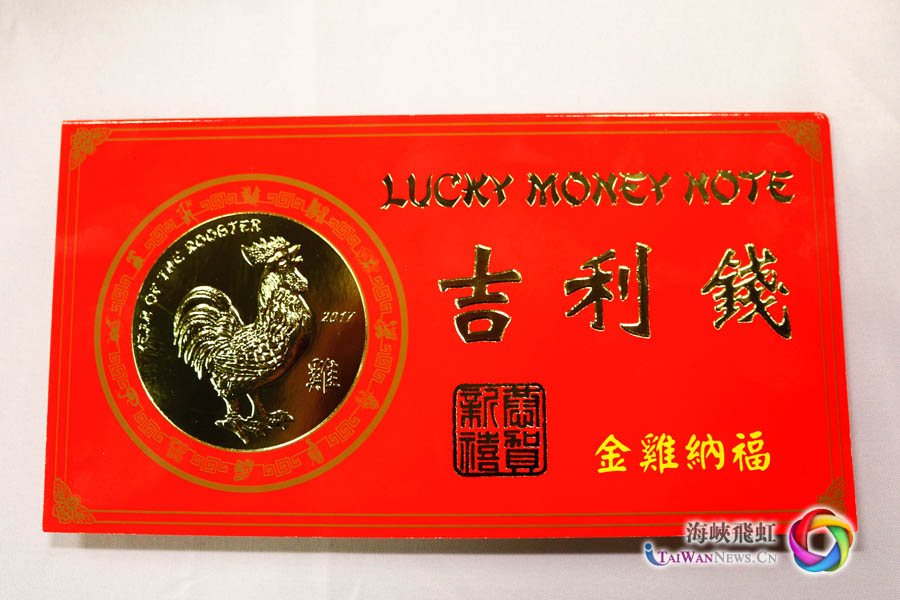 LUCKY MONEY NOTE
吉利錢
YEAR OF THE ROOSTER
2017
雞
恭賀
新禧
金雞納福
海峽飛虹
iTAIWANNEWS.CN